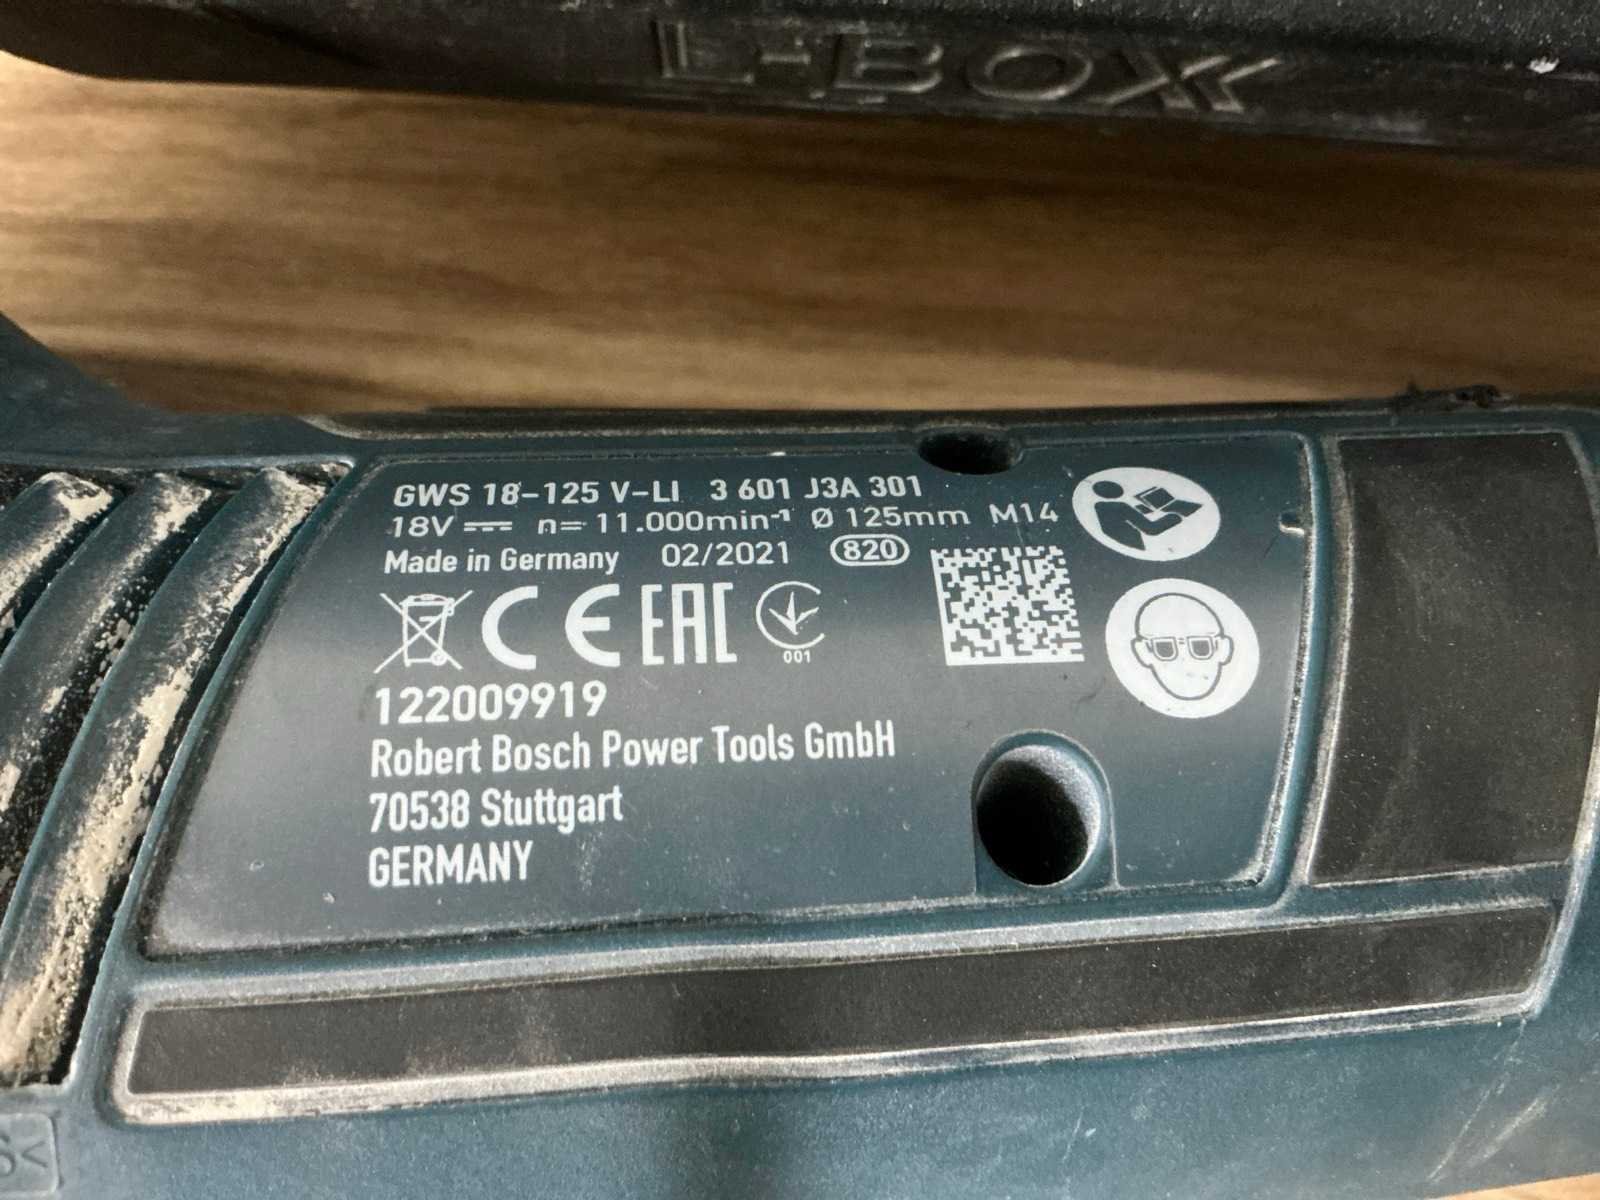 L-BOXX
GWS 18-125 V-LI 3 601 J3A 301
18V n= 11.000min-¹ Ø 125mm M14
Made in Germany 02/2021 820
CE EAC
001
122009919
Robert Bosch Power Tools GmbH
70538 Stuttgart
GERMANY